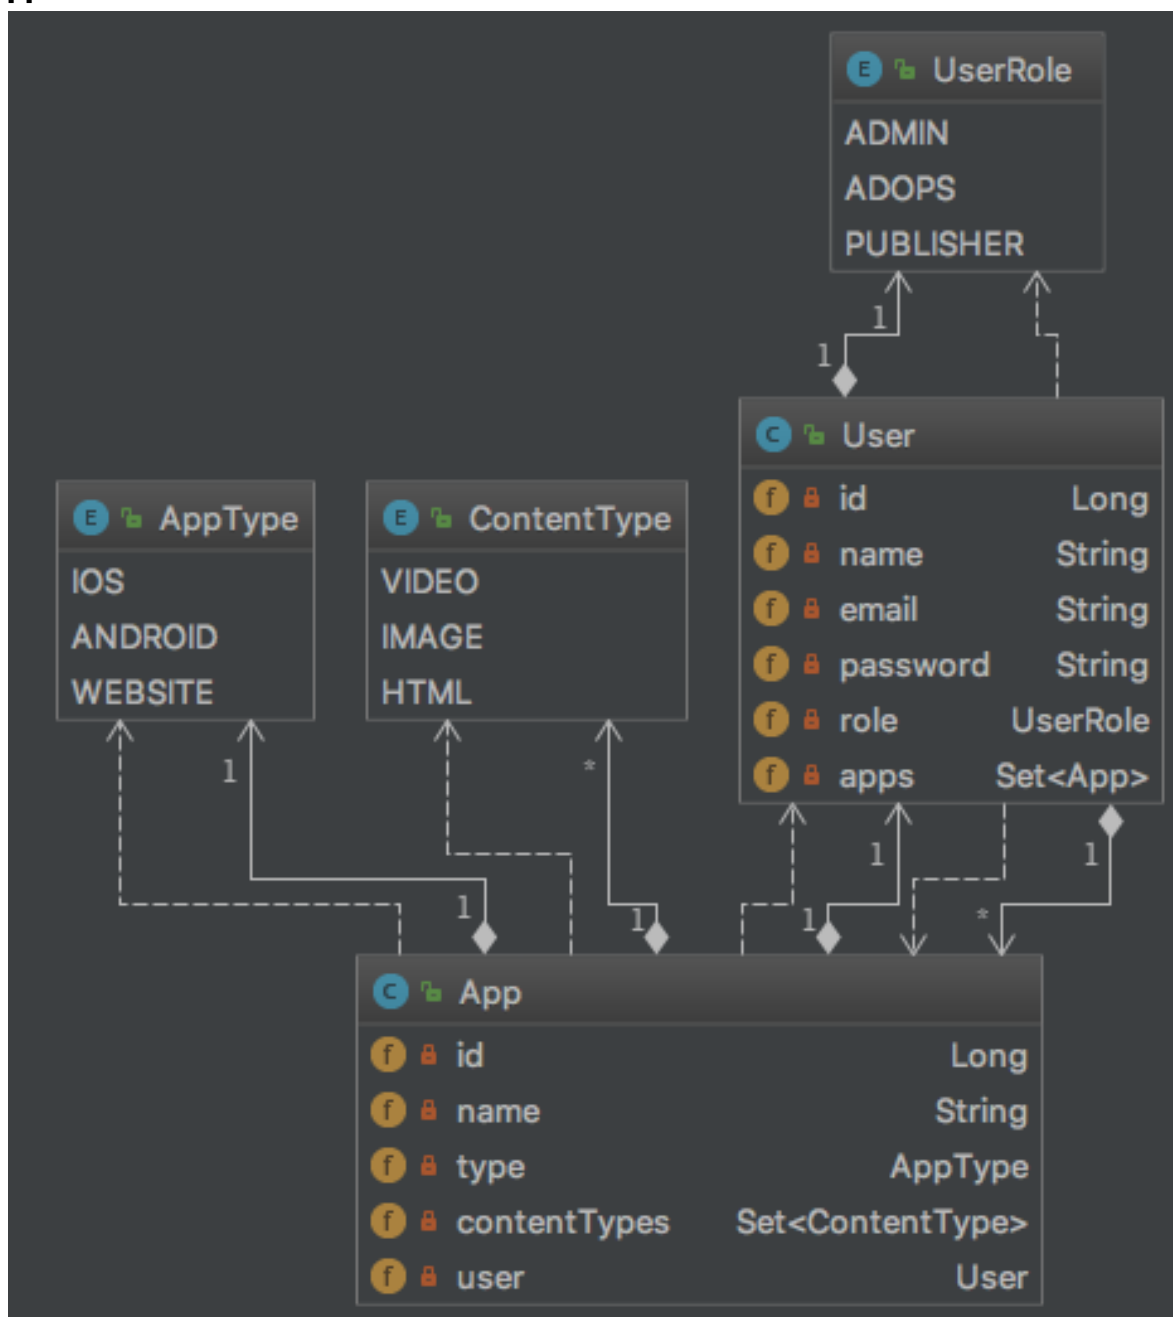 E UserRole
ADMIN
ADOPS
PUBLISHER
1
1
C User
f id Long
f name String
f email String
f password String
f role UserRole
f apps Set<App>
E AppType
IOS
ANDROID
WEBSITE
E ContentType
VIDEO
IMAGE
HTML
1 * 1 1
1 1 1 *
C App
f id Long
f name String
f type AppType
f contentTypes Set<ContentType>
f user User